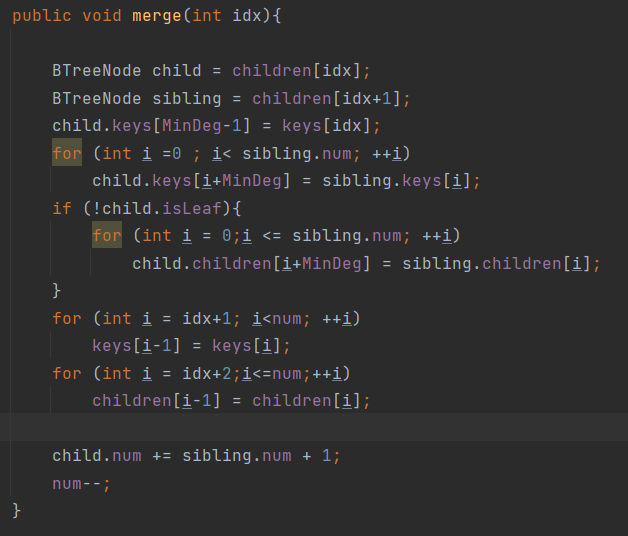 public void merge(int idx){
BTreeNode child = children[idx];
BTreeNode sibling = children[idx+1];
child.keys[MinDeg-1] = keys[idx];
for (int i =0 ; i< sibling.num; ++i)
child.keys[i+MinDeg] = sibling.keys[i];
if (!child.isLeaf){
for (int i = 0;i <= sibling.num; ++i)
child.children[i+MinDeg] = sibling.children[i];
}
for (int i = idx+1; i<num; ++i)
keys[i-1] = keys[i];
for (int i = idx+2;i<=num;++i)
children[i-1] = children[i];
child.num += sibling.num + 1;
num--;
}